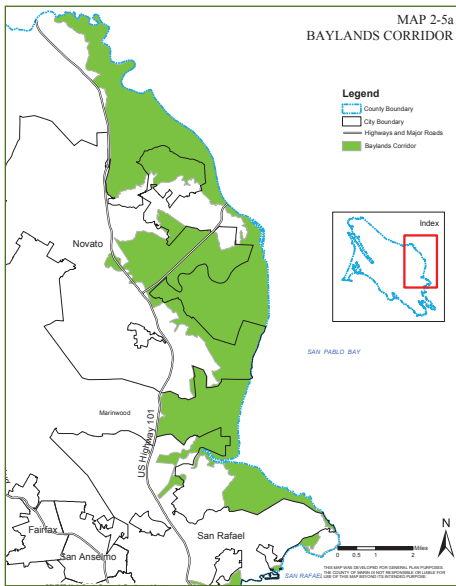 MAP 2-5a
BAYLANDS CORRIDOR
Legend
County Boundary
City Boundary
Highways and Major Roads
Baylands Corridor
Index
Novato
SAN PABLO BAY
Marinwood
US Highway 101
Fairfax
San Anselmo
San Rafael
SAN RAFAEL
0 1 2
Miles
N
THIS MAP WAS DEVELOPED FOR GENERAL PLAN PURPOSES.
THE COUNTY OF MARIN IS NOT RESPONSIBLE OR LIABLE FOR
USE OF THIS MAP BEYOND ITS INTENDED PURPOSE.